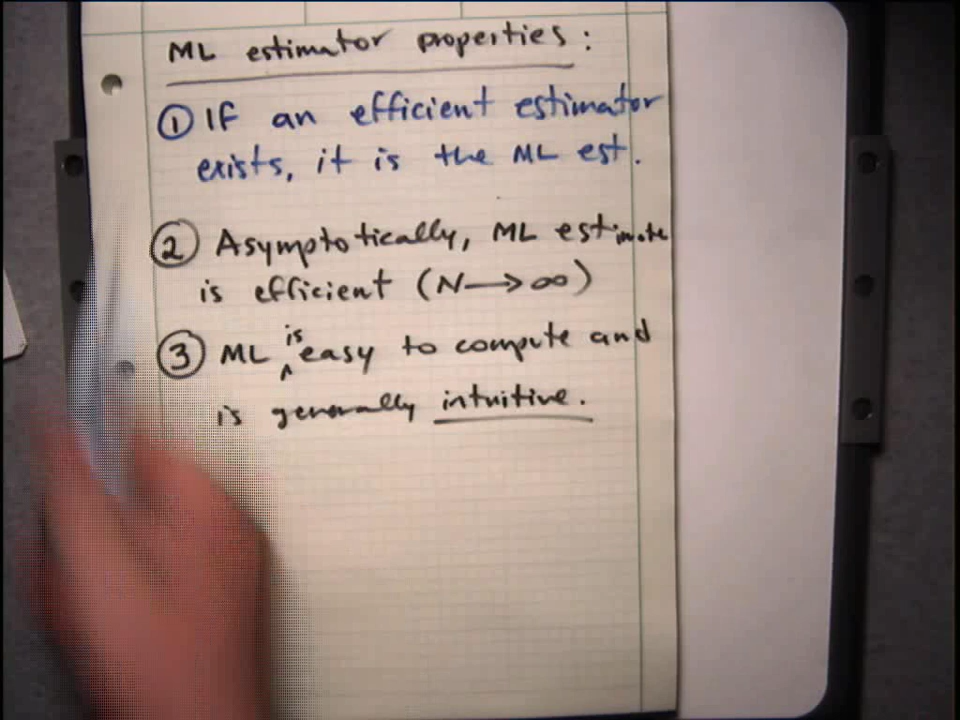 ML estimator properties:
① If an efficient estimator
exists, it is the ML est.
② Asymptotically, ML estimate
is efficient (N→∞)
③ ML is easy to compute and
is generally intuitive.